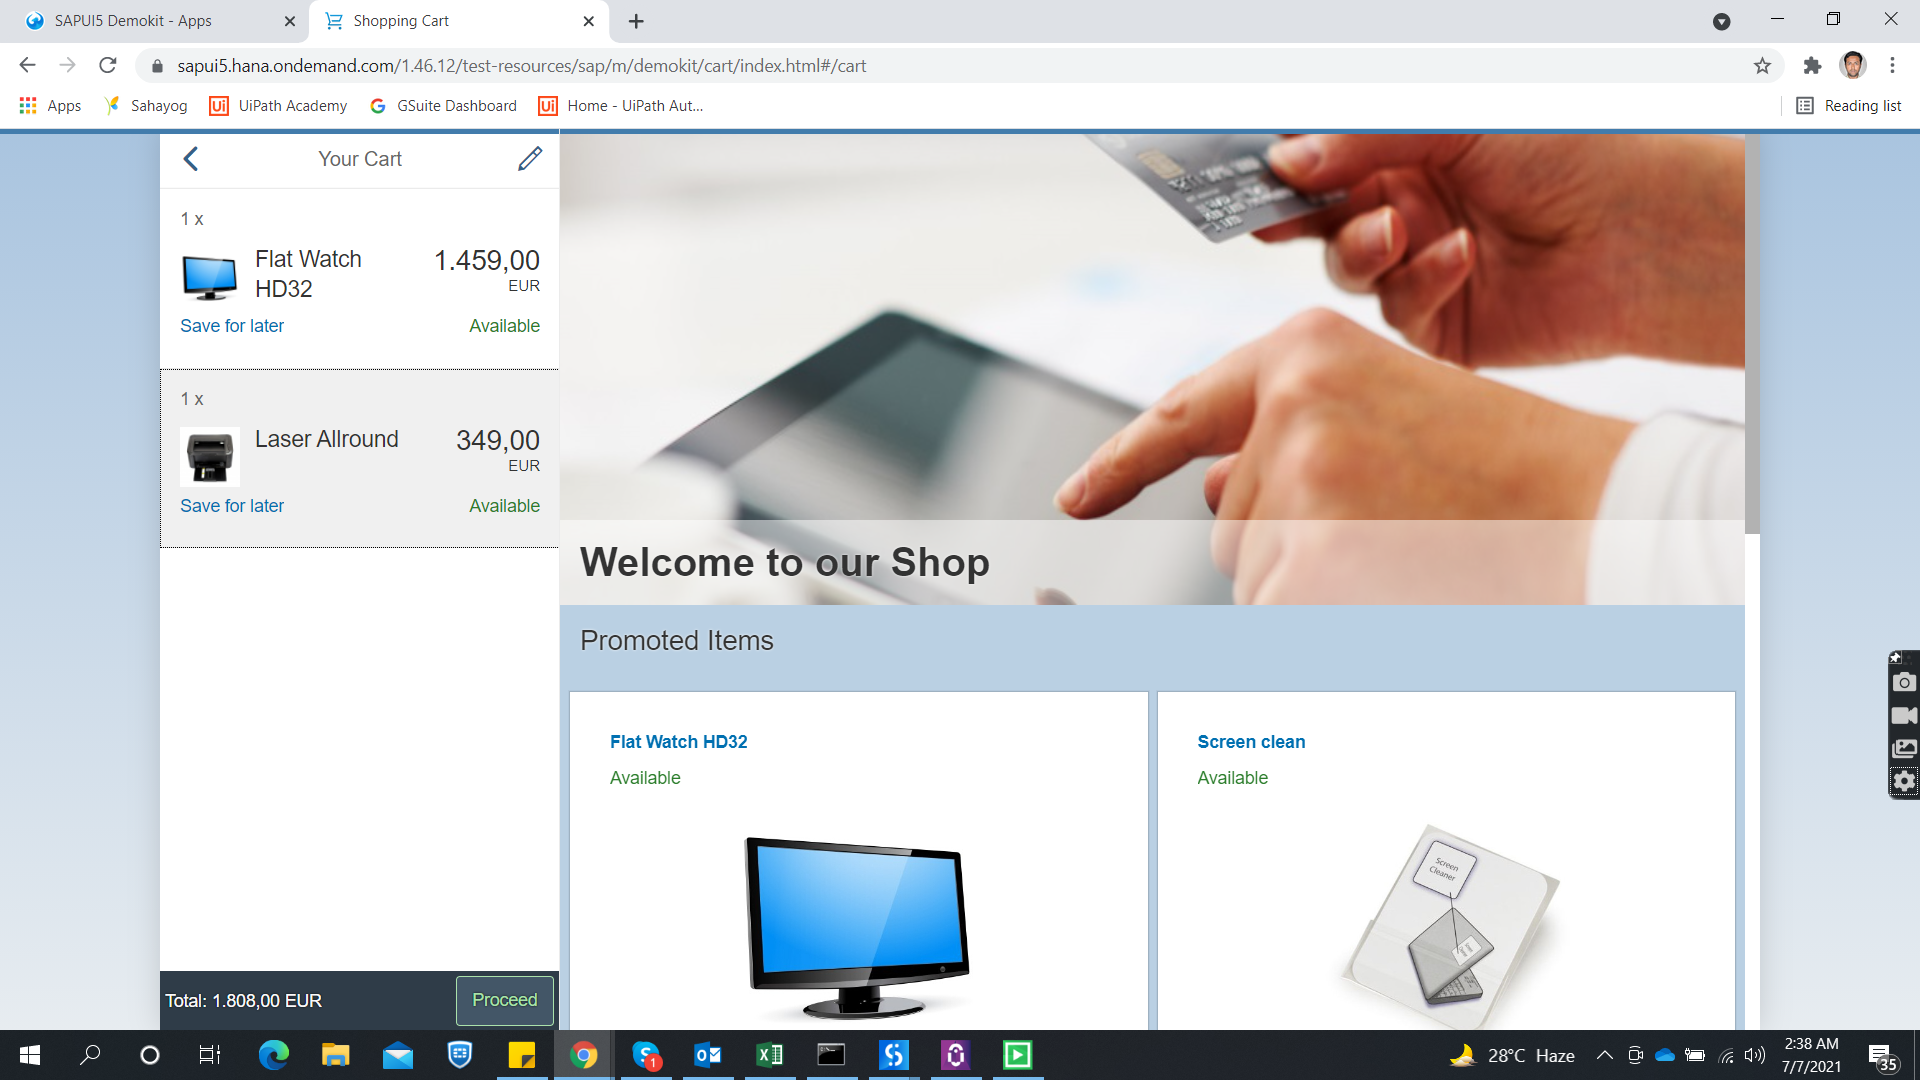 SAPUI5 Demokit - Apps
Shopping Cart
sapui5.hana.ondemand.com/1.46.12/test-resources/sap/m/demokit/cart/index.html#/cart
Apps
Sahayog
UiPath Academy
GSuite Dashboard
Home - UiPath Aut...
Reading list
Your Cart
1 x
Flat Watch HD32
1.459,00
EUR
Save for later
Available
1 x
Laser Allround
349,00
EUR
Save for later
Available
Total: 1.808,00 EUR
Proceed
Welcome to our Shop
Promoted Items
Flat Watch HD32
Available
Screen clean
Available
Screen
Cleaner
1
28°C Haze
2:38 AM
7/7/2021
35